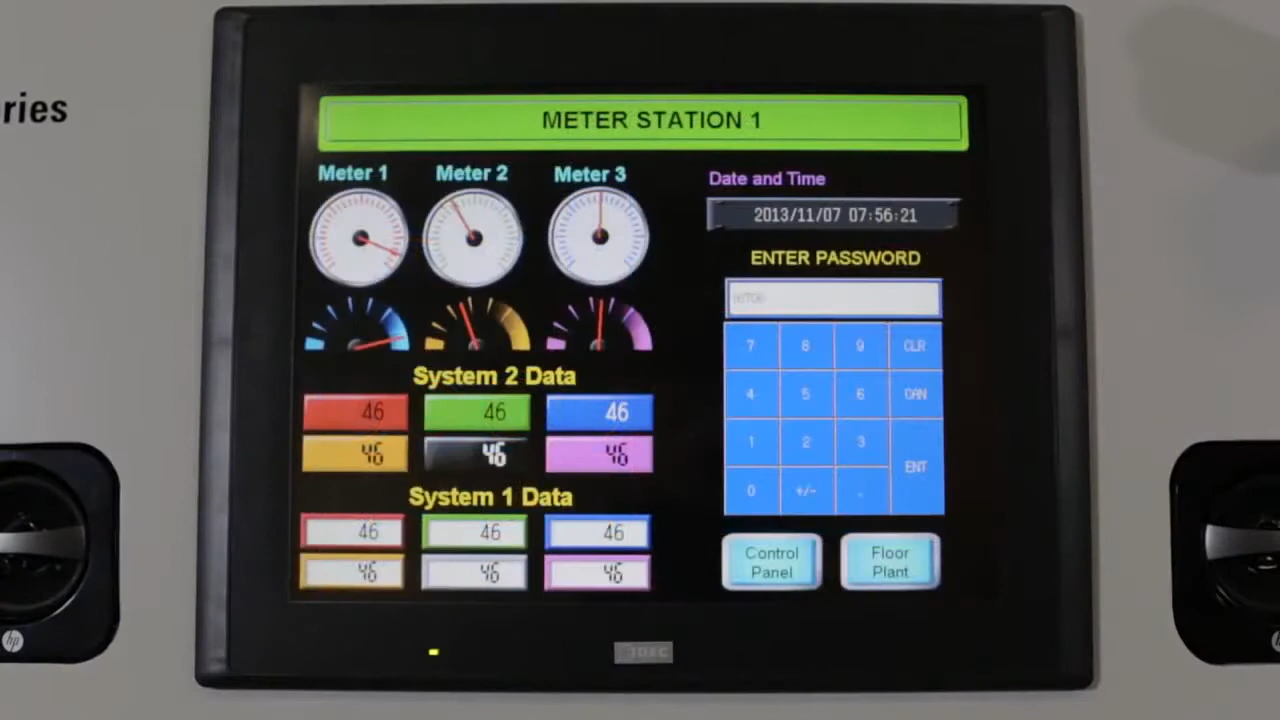 ries
METER STATION 1
Meter 1 Meter 2 Meter 3
Date and Time
2013/11/07 07:56:21
ENTER PASSWORD
7 8 9 CLR
4 5 6 CAN
1 2 3
ENT
0 +/- .
System 2 Data
46 46 46
46 46 46
System 1 Data
46 46 46
46 46 46
Control
Panel
Floor
Plant
IDEC
hp